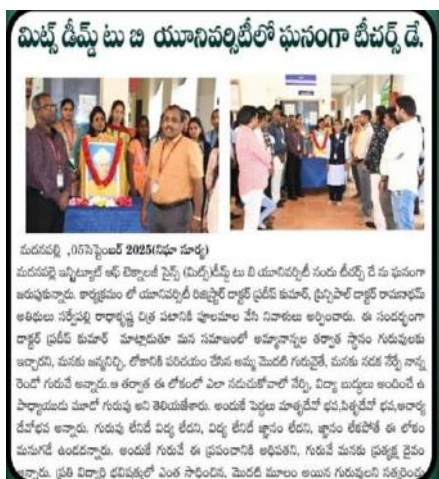 మిట్స్ డీమ్డ్ టు బి యూనివర్సిటీలో ఘనంగా టీచర్స్ డే.
మదనపల్లి ,05సెప్టెంబర్ 2025(నిఘా సూర్య)
మదనపల్లె ఇన్స్టిట్యూట్ ఆఫ్ టెక్నాలజీ సైన్స్ (మిట్స్)డీమ్డ్ టు బి యూనివర్సిటీ నందు టీచర్స్ డే ను ఘనంగా
జరుపుకున్నారు. కార్యక్రమం లో యూనివర్సిటీ రిజిస్ట్రార్ డాక్టర్ ప్రదీప్ కుమార్, ప్రిన్సిపాల్ డాక్టర్ రామనాథమ్
అతిథులు సర్వేపల్లి రాధాకృష్ణ చిత్ర పటానికి పూలమాల వేసి నివాళులు అర్పించారు. ఈ సందర్భంగా
డాక్టర్ ప్రదీప్ కుమార్ మాట్లాడుతూ మన సమాజంలో అమ్మానాన్నల తర్వాత స్థానం గురువులకు
ఇచ్చారని, మనకు జన్మనిచ్చి, లోకానికి పరిచయం చేసిన అమ్మ మొదటి గురువైతే, మనకు నడక నేర్పే నాన్న
రెండో గురువే అన్నారు.ఆ తర్వాత ఈ లోకంలో ఎలా నడుచుకోవాలో నేర్పి, విద్యా బుద్ధులు అందించే ఉ
పాధ్యాయుడు మూడో గురువు అని తెలియజేశారు. అందుకే పెద్దలు మాతృదేవో భవ,పితృదేవో భవ,ఆచార్య
దేవోభవ అన్నారు. గురువు లేనిదే విద్య లేదని, విద్య లేనిదే జ్ఞానం లేదని, జ్ఞానం లేకపోతే ఈ లోకం
మనుగడే ఉండదన్నారు. అందుకే గురువే ఈ ప్రపంచానికి అధిపతని, గురువే మనకు ప్రత్యక్ష దైవం
అన్నారు. ప్రతి విద్యార్థి భవిష్యత్తులో ఎంత సాధించిన, మొదటి మూలం అయిన గురువులని సత్కరించు